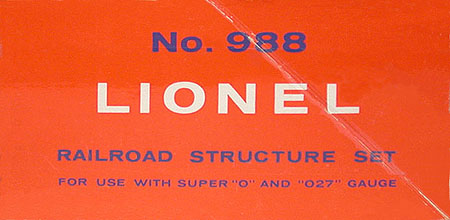 No. 988
LIONEL
RAILROAD STRUCTURE SET
FOR USE WITH SUPER "O" AND "027" GAUGE